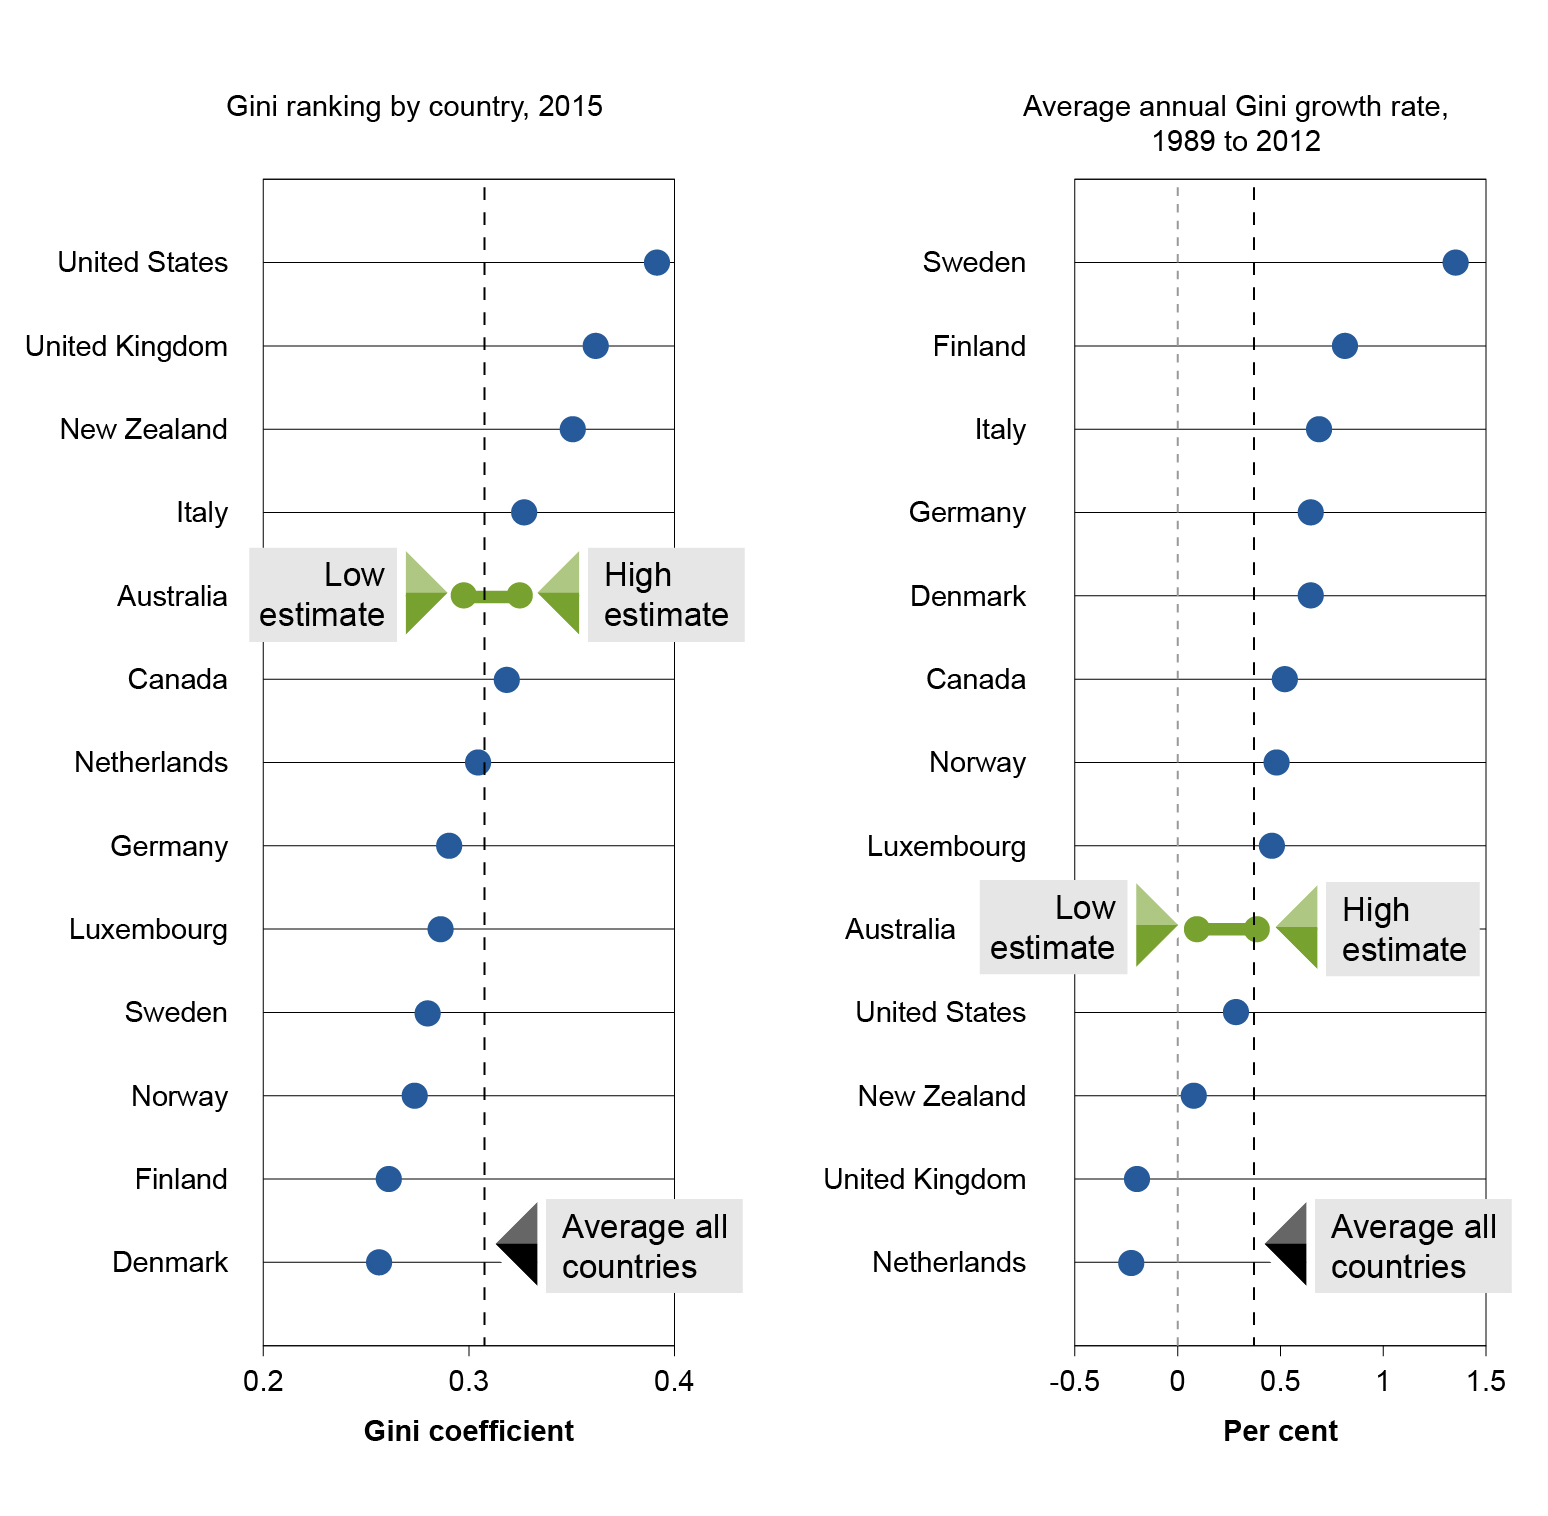 Gini ranking by country, 2015
United States
United Kingdom
New Zealand
Italy
Australia
Low
estimate
High
estimate
Canada
Netherlands
Germany
Luxembourg
Sweden
Norway
Finland
Denmark
Average all
countries
0.2
0.3
0.4
Gini coefficient
Average annual Gini growth rate,
1989 to 2012
Sweden
Finland
Italy
Germany
Denmark
Canada
Norway
Luxembourg
Australia
Low
estimate
High
estimate
United States
New Zealand
United Kingdom
Netherlands
Average all
countries
-0.5
0
0.5
1
1.5
Per cent